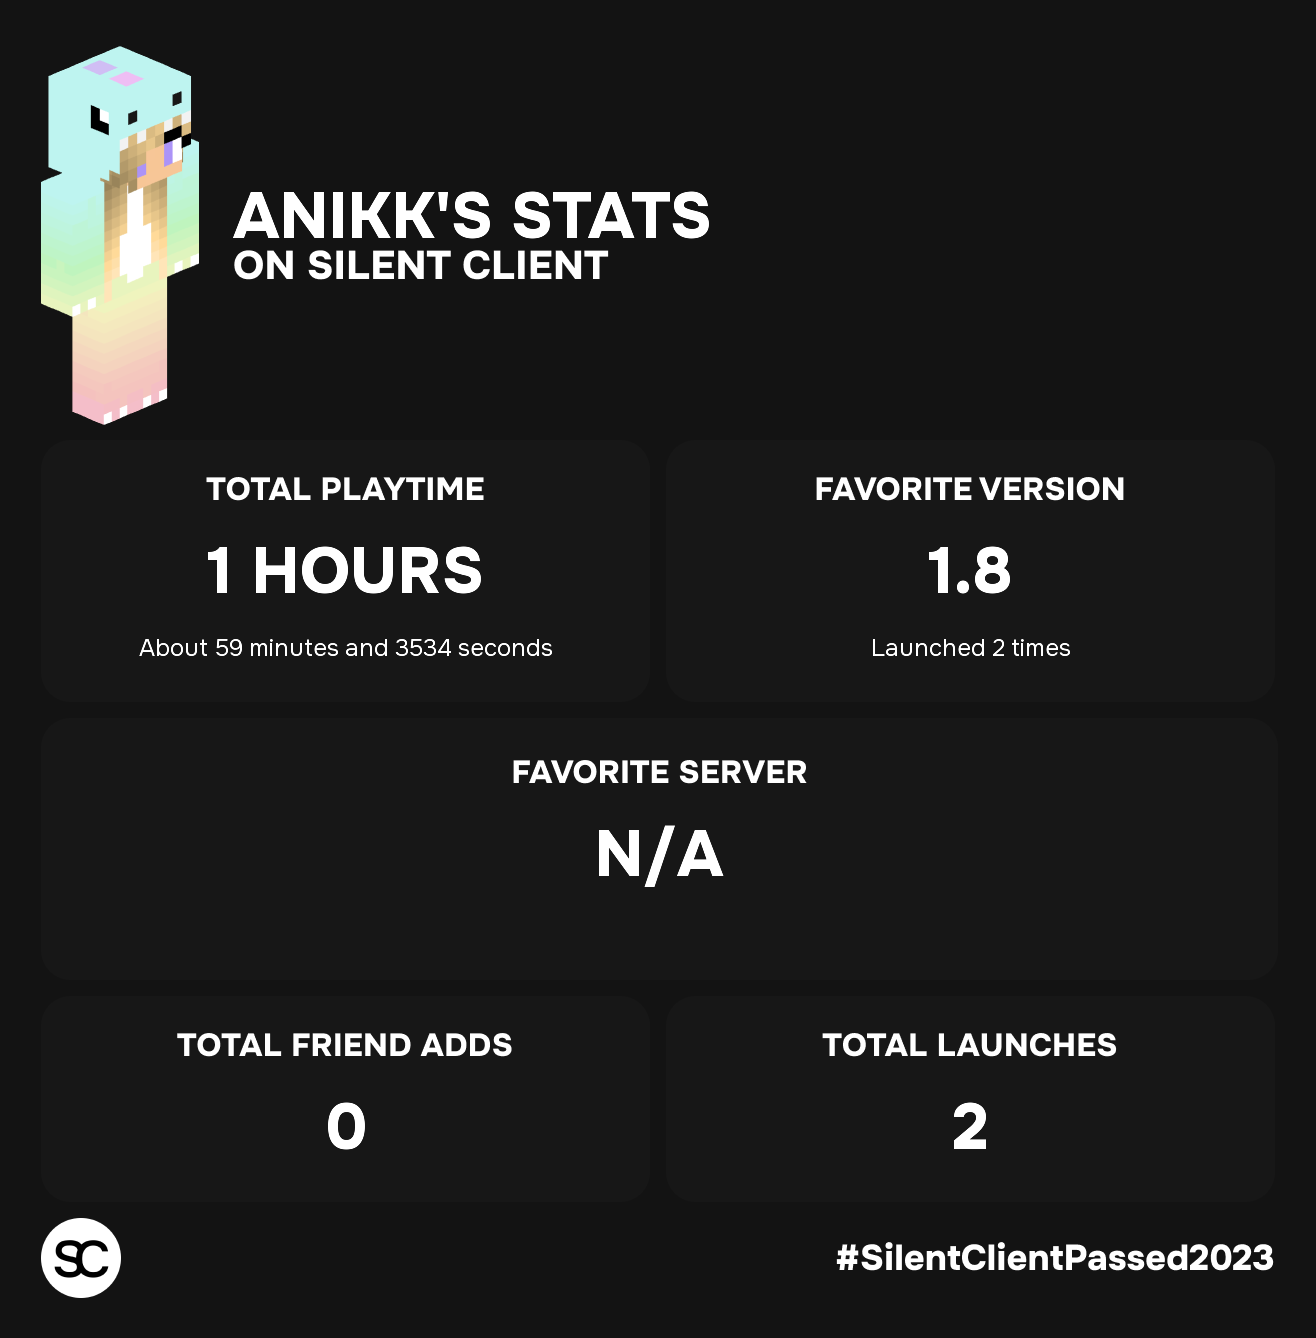 ANIKK'S STATS
ON SILENT CLIENT
TOTAL PLAYTIME
1 HOURS
About 59 minutes and 3534 seconds
FAVORITE VERSION
1.8
Launched 2 times
FAVORITE SERVER
N/A
TOTAL FRIEND ADDS
0
TOTAL LAUNCHES
2
SC
#SilentClientPassed2023